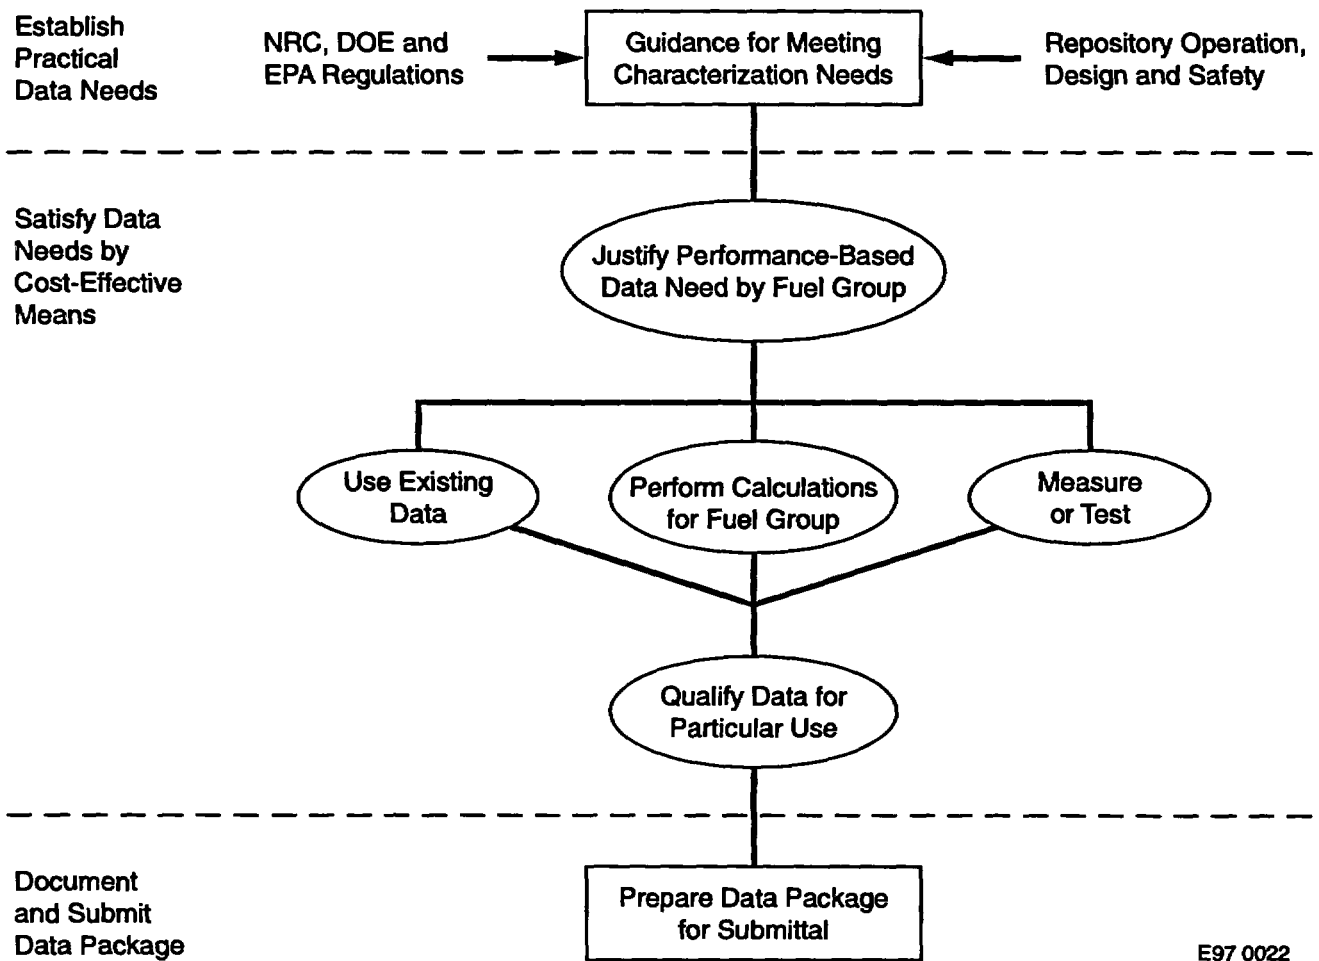 Establish
Practical
Data Needs
NRC, DOE and
EPA Regulations
Guidance for Meeting
Characterization Needs
Repository Operation,
Design and Safety
Satisfy Data
Needs by
Cost-Effective
Means
Justify Performance-Based
Data Need by Fuel Group
Use Existing
Data
Perform Calculations
for Fuel Group
Measure
or Test
Qualify Data for
Particular Use
Document
and Submit
Data Package
Prepare Data Package
for Submittal
E97 0022